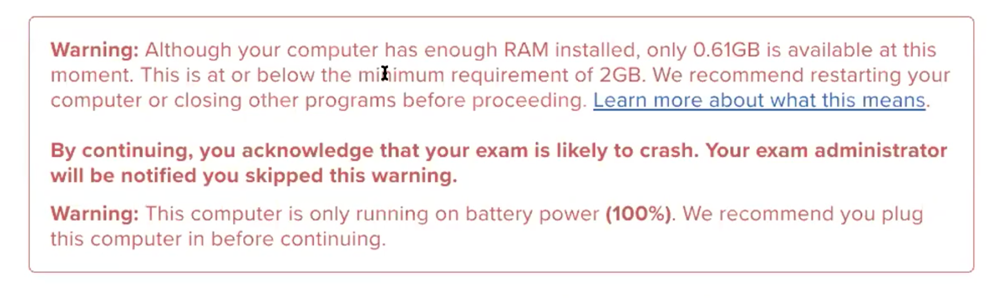 Warning: Although your computer has enough RAM installed, only 0.61GB is available at this
moment. This is at or below the minimum requirement of 2GB. We recommend restarting your
computer or closing other programs before proceeding. Learn more about what this means.
By continuing, you acknowledge that your exam is likely to crash. Your exam administrator
will be notified you skipped this warning.
Warning: This computer is only running on battery power (100%). We recommend you plug
this computer in before continuing.